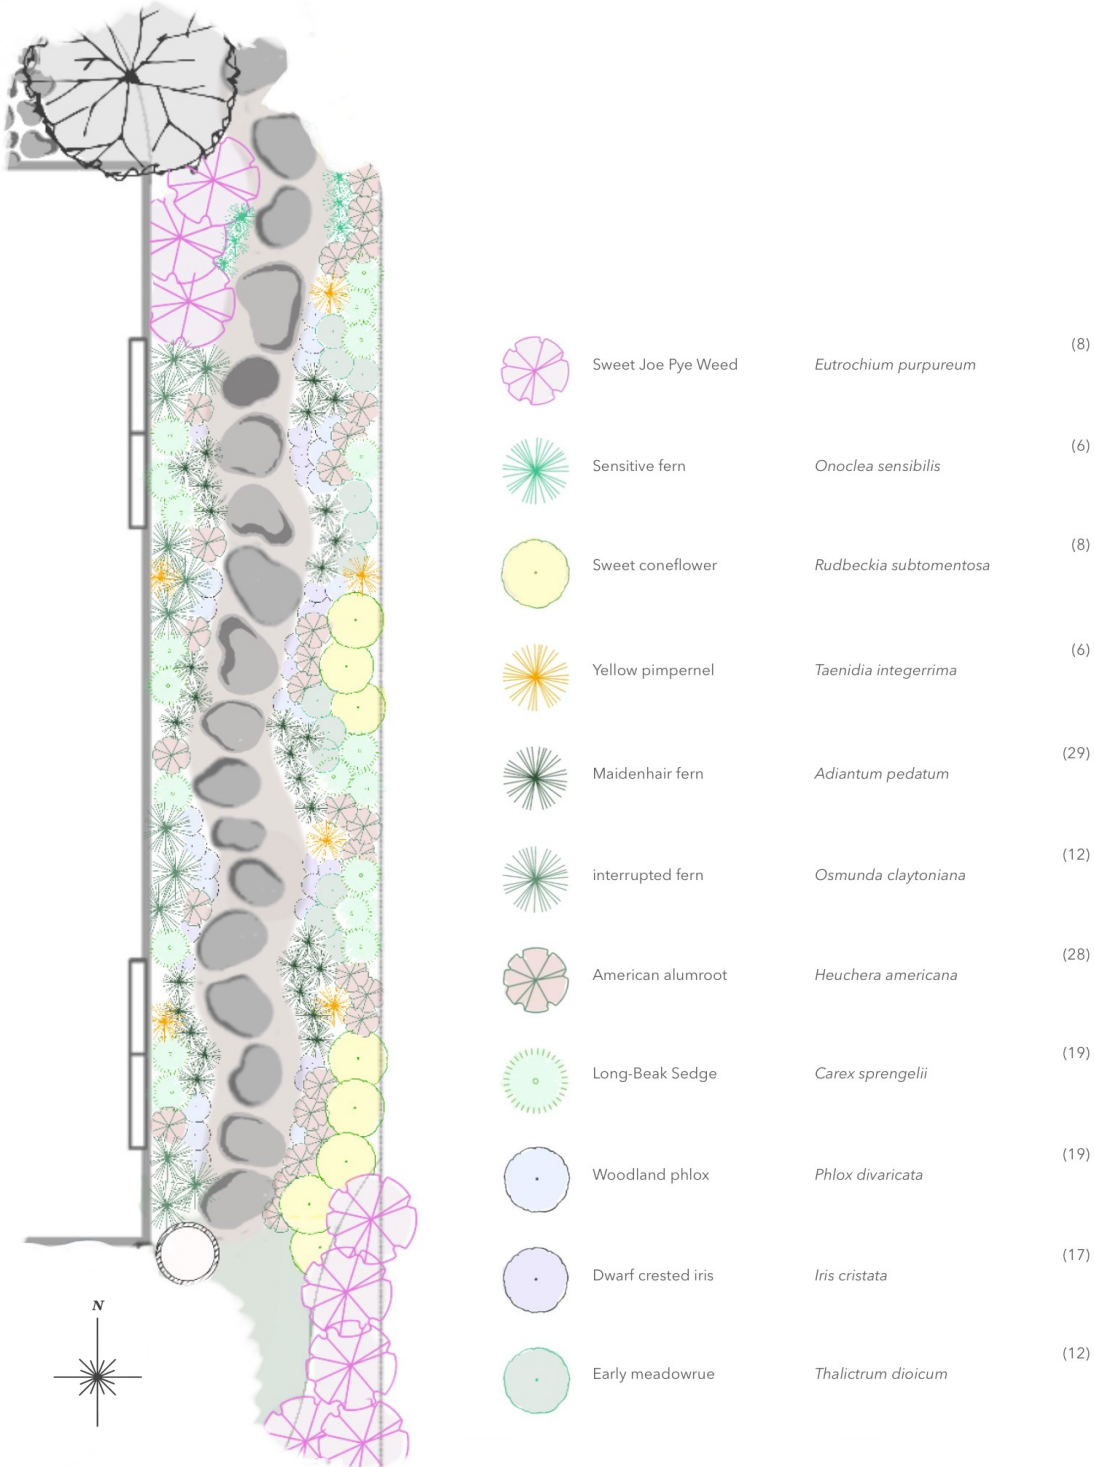 (8)
Sweet Joe Pye Weed Eutrochium purpureum
(6)
Sensitive fern Onoclea sensibilis
(8)
Sweet coneflower Rudbeckia subtomentosa
(6)
Yellow pimpernel Taenidia integerrima
(29)
Maidenhair fern Adiantum pedatum
(12)
interrupted fern Osmunda claytoniana
(28)
American alumroot Heuchera americana
(19)
Long-Beak Sedge Carex sprengelii
(19)
Woodland phlox Phlox divaricata
(17)
Dwarf crested iris Iris cristata
N
(12)
Early meadowrue Thalictrum dioicum